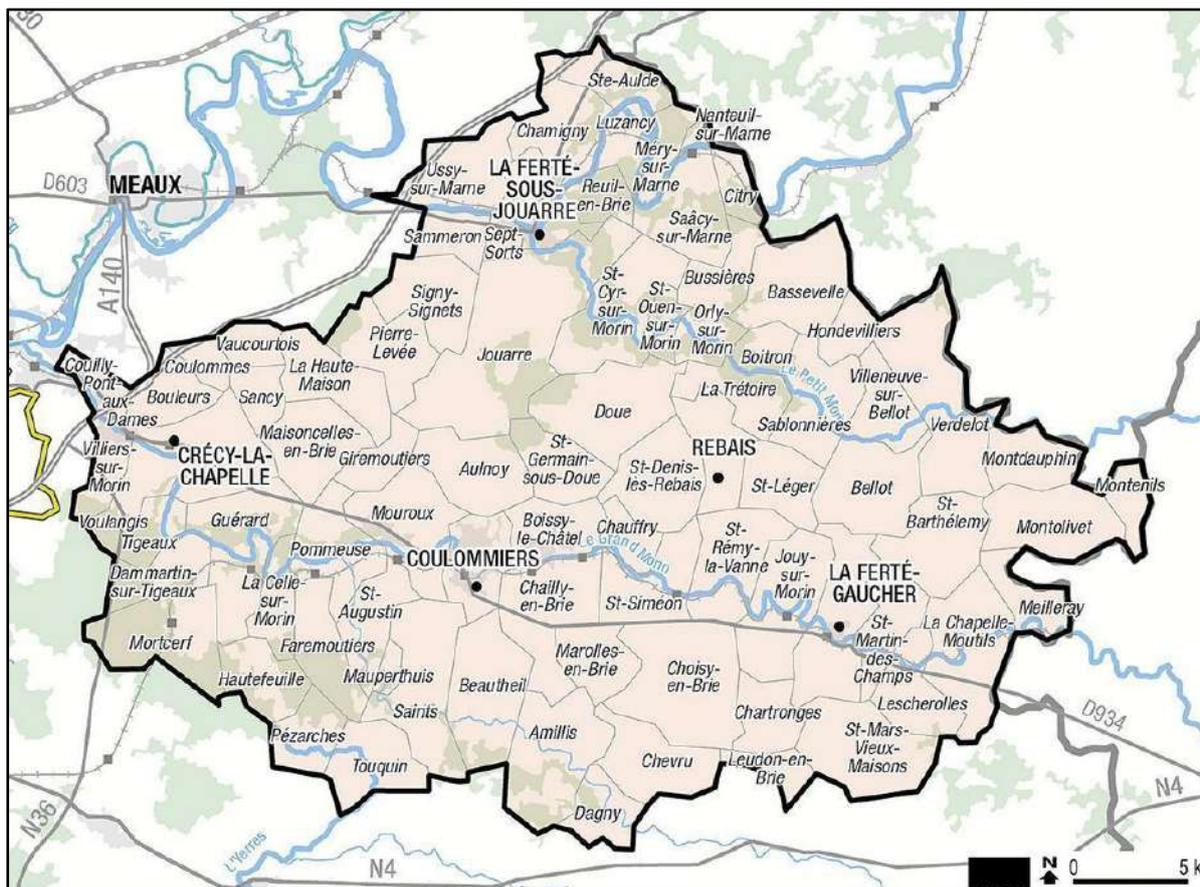 Ste-Aulde
Nanteuil-
sur-Marne
Chamigny
Luzancy
Méry-
sur-
Marne
Ussy-
sur-Marne
LA FERTÉ-
SOUS-
JOUARRE
Reuil-
en-Brie
Citry
D603
MEAUX
Saâcy-
sur-Marne
Sammeron
Sept-
Sorts
A140
Signy-
Signets
St-
Cyr-
sur-
Morin
St-
Ouen-
sur-
Morin
Bussières
Orly-
sur-
Morin
Bassevelle
Hondevilliers
Pierre-
Levée
Jouarre
Boitron
Vaucourtois
Coulommes
La Haute-
Maison
Couilly-
Pont-
aux-
Dames
Bouleurs
Sancy
Le Petit Morin
Villeneuve-
sur-
Bellot
La Trétoire
Doue
Sablonnières
Verdelot
Maisoncelles-
en-Brie
Giremoutiers
Villiers-
sur-
Morin
CRÉCY-LA-
CHAPELLE
Aulnoy
St-
Germain-
sous-Doue
REBAIS
St-Denis-
lès-Rebais
St-Léger
Bellot
Montdauphin
Montenils
St-
Barthélemy
Montolivet
Voulangis
Tigeaux
Guérard
Mouroux
Boissy-
le-Châtel
Chauffry
Le Grand Morin
St-
Rémy-
la-Vanne
Pommeuse
COULOMMIERS
Jouy-
sur-
Morin
LA FERTÉ-
GAUCHER
Dammartin-
sur-Tigeaux
La Celle-
sur-
Morin
St-
Augustin
Chailly-
en-Brie
St-Siméon
Meilleray
La Chapelle-
Moutils
St-
Martin-
des-
Champs
Mortcerf
Faremoutiers
Marolles-
en-Brie
Choisy-
en-Brie
Hautefeuille
Mauperthuis
Beautheil
Saints
Chartronges
Lescherolles
Pézarches
Amillis
St-Mars-
Vieux-
Maisons
D934
Touquin
Chevru
Leudon-en-
Brie
Dagny
N36
N4
L'Yerres
N4
N
0
5 k